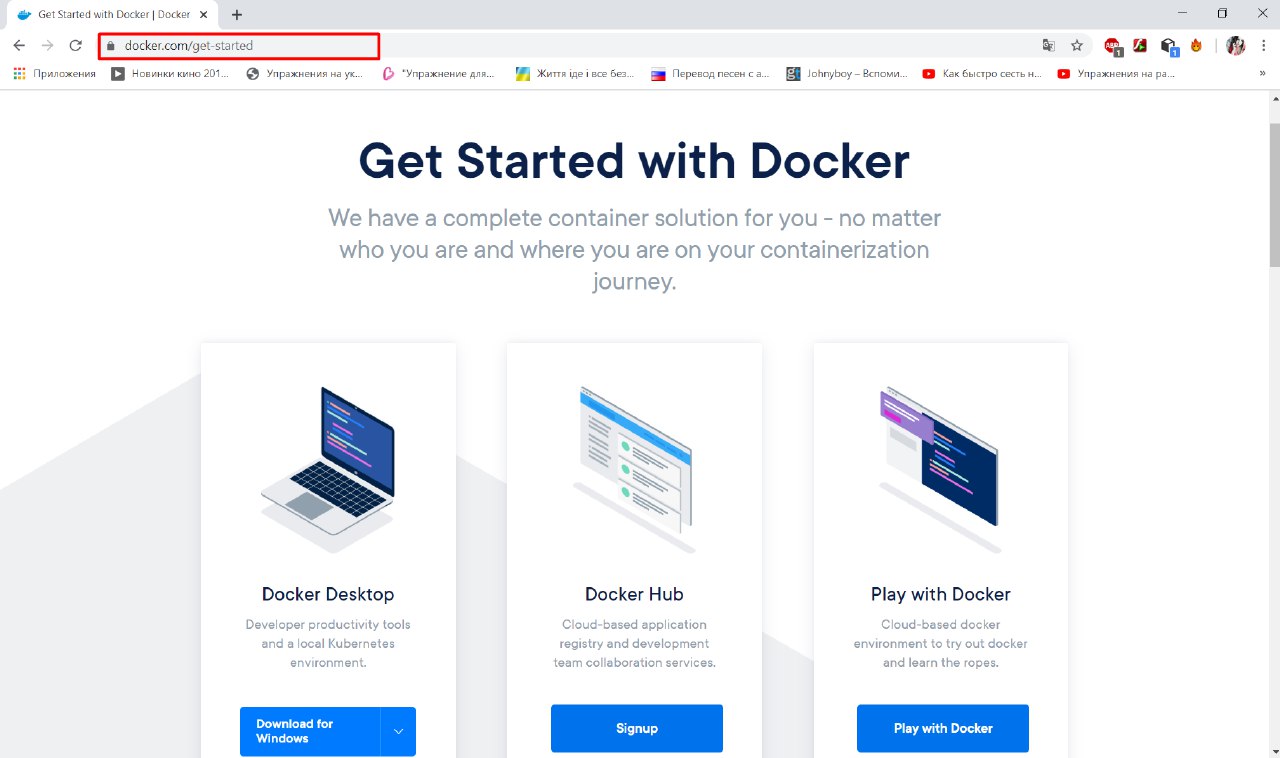 Get Started with Docker | Docker
docker.com/get-started
1
1
Приложения
Новинки кино 201...
Упражнения на ук...
"Упражнение для...
Життя іде і все без...
Перевод песен с а...
Johnyboy – Вспоми...
Как быстро сесть н...
Упражнения на ра...
Get Started with Docker
We have a complete container solution for you - no matter
who you are and where you are on your containerization
journey.
Docker Desktop
Developer productivity tools
and a local Kubernetes
environment.
Download for
Windows
Docker Hub
Cloud-based application
registry and development
team collaboration services.
Signup
Play with Docker
Cloud-based docker
environment to try out docker
and learn the ropes.
Play with Docker